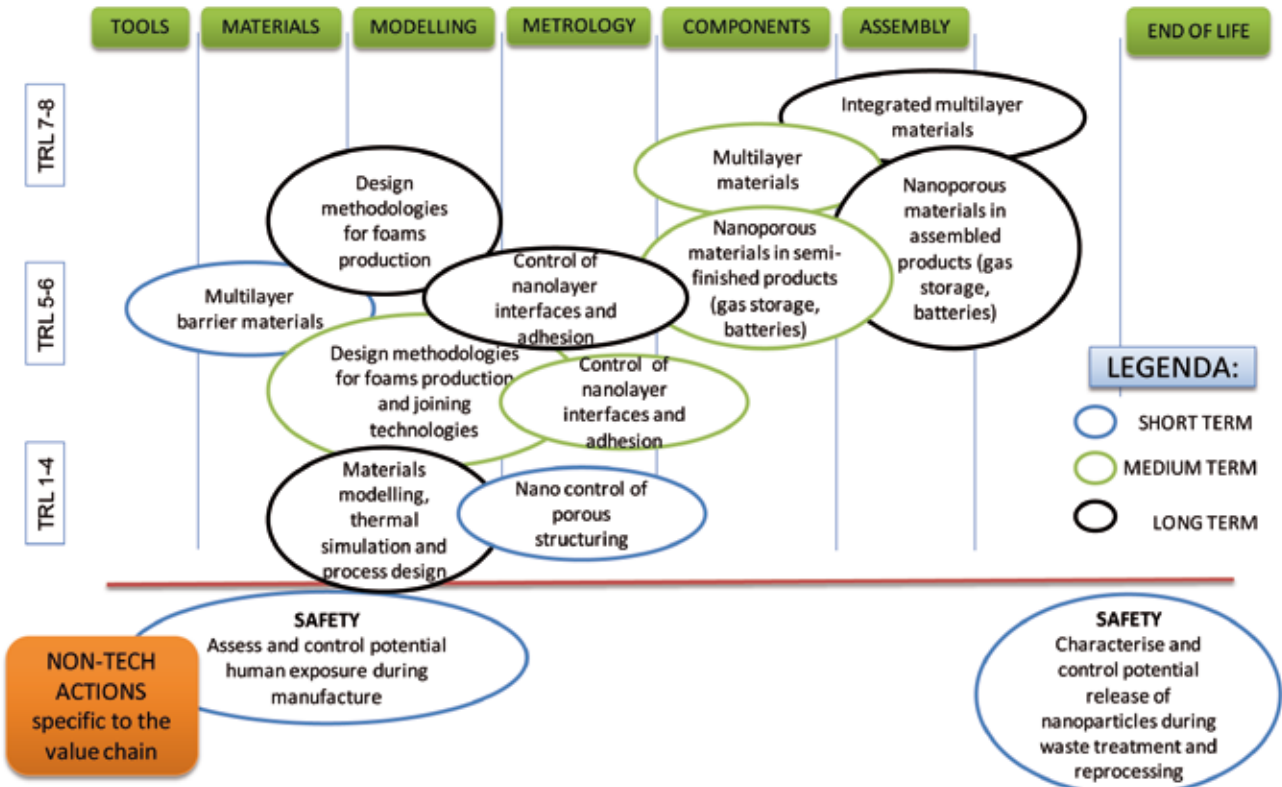 TOOLS
MATERIALS
MODELLING
METROLOGY
COMPONENTS
ASSEMBLY
END OF LIFE
TRL 7-8
Integrated multilayer
materials
Multilayer
materials
Design
methodologies
for foams
production
Nanoporous
materials in
assembled
products (gas
storage,
batteries)
TRL 5-6
Multilayer
barrier materials
Control of
nanolayer
interfaces and
adhesion
Nanoporous
materials in semi-
finished products
(gas storage,
batteries)
Design methodologies
for foams production
and joining
technologies
Control of
nanolayer
interfaces and
adhesion
LEGENDA:
SHORT TERM
MEDIUM TERM
LONG TERM
TRL 1-4
Materials
modelling,
thermal
simulation and
process design
Nano control of
porous
structuring
NON-TECH
ACTIONS
specific to the
value chain
SAFETY
Assess and control potential
human exposure during
manufacture
SAFETY
Characterise and
control potential
release of
nanoparticles during
waste treatment and
reprocessing